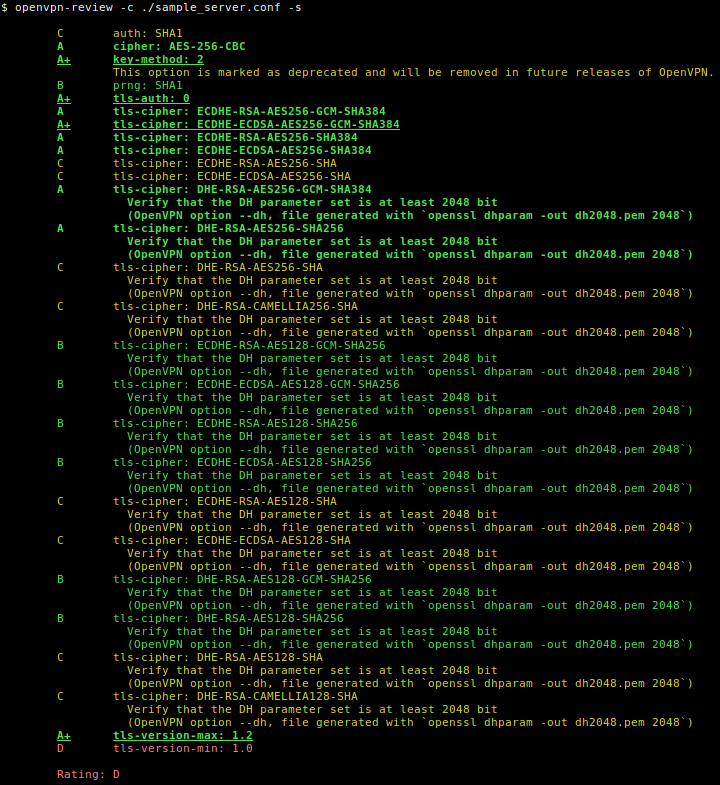 $ openvpn-review -c ./sample_server.conf -s
C auth: SHA1
A cipher: AES-256-CBC
A+ key-method: 2
This option is marked as deprecated and will be removed in future releases of OpenVPN.
B prng: SHA1
A+ tls-auth: 0
A tls-cipher: ECDHE-RSA-AES256-GCM-SHA384
A+ tls-cipher: ECDHE-ECDSA-AES256-GCM-SHA384
A tls-cipher: ECDHE-RSA-AES256-SHA384
A tls-cipher: ECDHE-ECDSA-AES256-SHA384
C tls-cipher: ECDHE-RSA-AES256-SHA
C tls-cipher: ECDHE-ECDSA-AES256-SHA
A tls-cipher: DHE-RSA-AES256-GCM-SHA384
Verify that the DH parameter set is at least 2048 bit
(OpenVPN option --dh, file generated with `openssl dhparam -out dh2048.pem 2048`)
A tls-cipher: DHE-RSA-AES256-SHA256
Verify that the DH parameter set is at least 2048 bit
(OpenVPN option --dh, file generated with `openssl dhparam -out dh2048.pem 2048`)
C tls-cipher: DHE-RSA-AES256-SHA
Verify that the DH parameter set is at least 2048 bit
(OpenVPN option --dh, file generated with `openssl dhparam -out dh2048.pem 2048`)
C tls-cipher: DHE-RSA-CAMELLIA256-SHA
Verify that the DH parameter set is at least 2048 bit
(OpenVPN option --dh, file generated with `openssl dhparam -out dh2048.pem 2048`)
B tls-cipher: ECDHE-RSA-AES128-GCM-SHA256
Verify that the DH parameter set is at least 2048 bit
(OpenVPN option --dh, file generated with `openssl dhparam -out dh2048.pem 2048`)
B tls-cipher: ECDHE-ECDSA-AES128-GCM-SHA256
Verify that the DH parameter set is at least 2048 bit
(OpenVPN option --dh, file generated with `openssl dhparam -out dh2048.pem 2048`)
B tls-cipher: ECDHE-RSA-AES128-SHA256
Verify that the DH parameter set is at least 2048 bit
(OpenVPN option --dh, file generated with `openssl dhparam -out dh2048.pem 2048`)
B tls-cipher: ECDHE-ECDSA-AES128-SHA256
Verify that the DH parameter set is at least 2048 bit
(OpenVPN option --dh, file generated with `openssl dhparam -out dh2048.pem 2048`)
C tls-cipher: ECDHE-RSA-AES128-SHA
Verify that the DH parameter set is at least 2048 bit
(OpenVPN option --dh, file generated with `openssl dhparam -out dh2048.pem 2048`)
C tls-cipher: ECDHE-ECDSA-AES128-SHA
Verify that the DH parameter set is at least 2048 bit
(OpenVPN option --dh, file generated with `openssl dhparam -out dh2048.pem 2048`)
B tls-cipher: DHE-RSA-AES128-GCM-SHA256
Verify that the DH parameter set is at least 2048 bit
(OpenVPN option --dh, file generated with `openssl dhparam -out dh2048.pem 2048`)
B tls-cipher: DHE-RSA-AES128-SHA256
Verify that the DH parameter set is at least 2048 bit
(OpenVPN option --dh, file generated with `openssl dhparam -out dh2048.pem 2048`)
C tls-cipher: DHE-RSA-AES128-SHA
Verify that the DH parameter set is at least 2048 bit
(OpenVPN option --dh, file generated with `openssl dhparam -out dh2048.pem 2048`)
C tls-cipher: DHE-RSA-CAMELLIA128-SHA
Verify that the DH parameter set is at least 2048 bit
(OpenVPN option --dh, file generated with `openssl dhparam -out dh2048.pem 2048`)
A+ tls-version-max: 1.2
D tls-version-min: 1.0
Rating: D